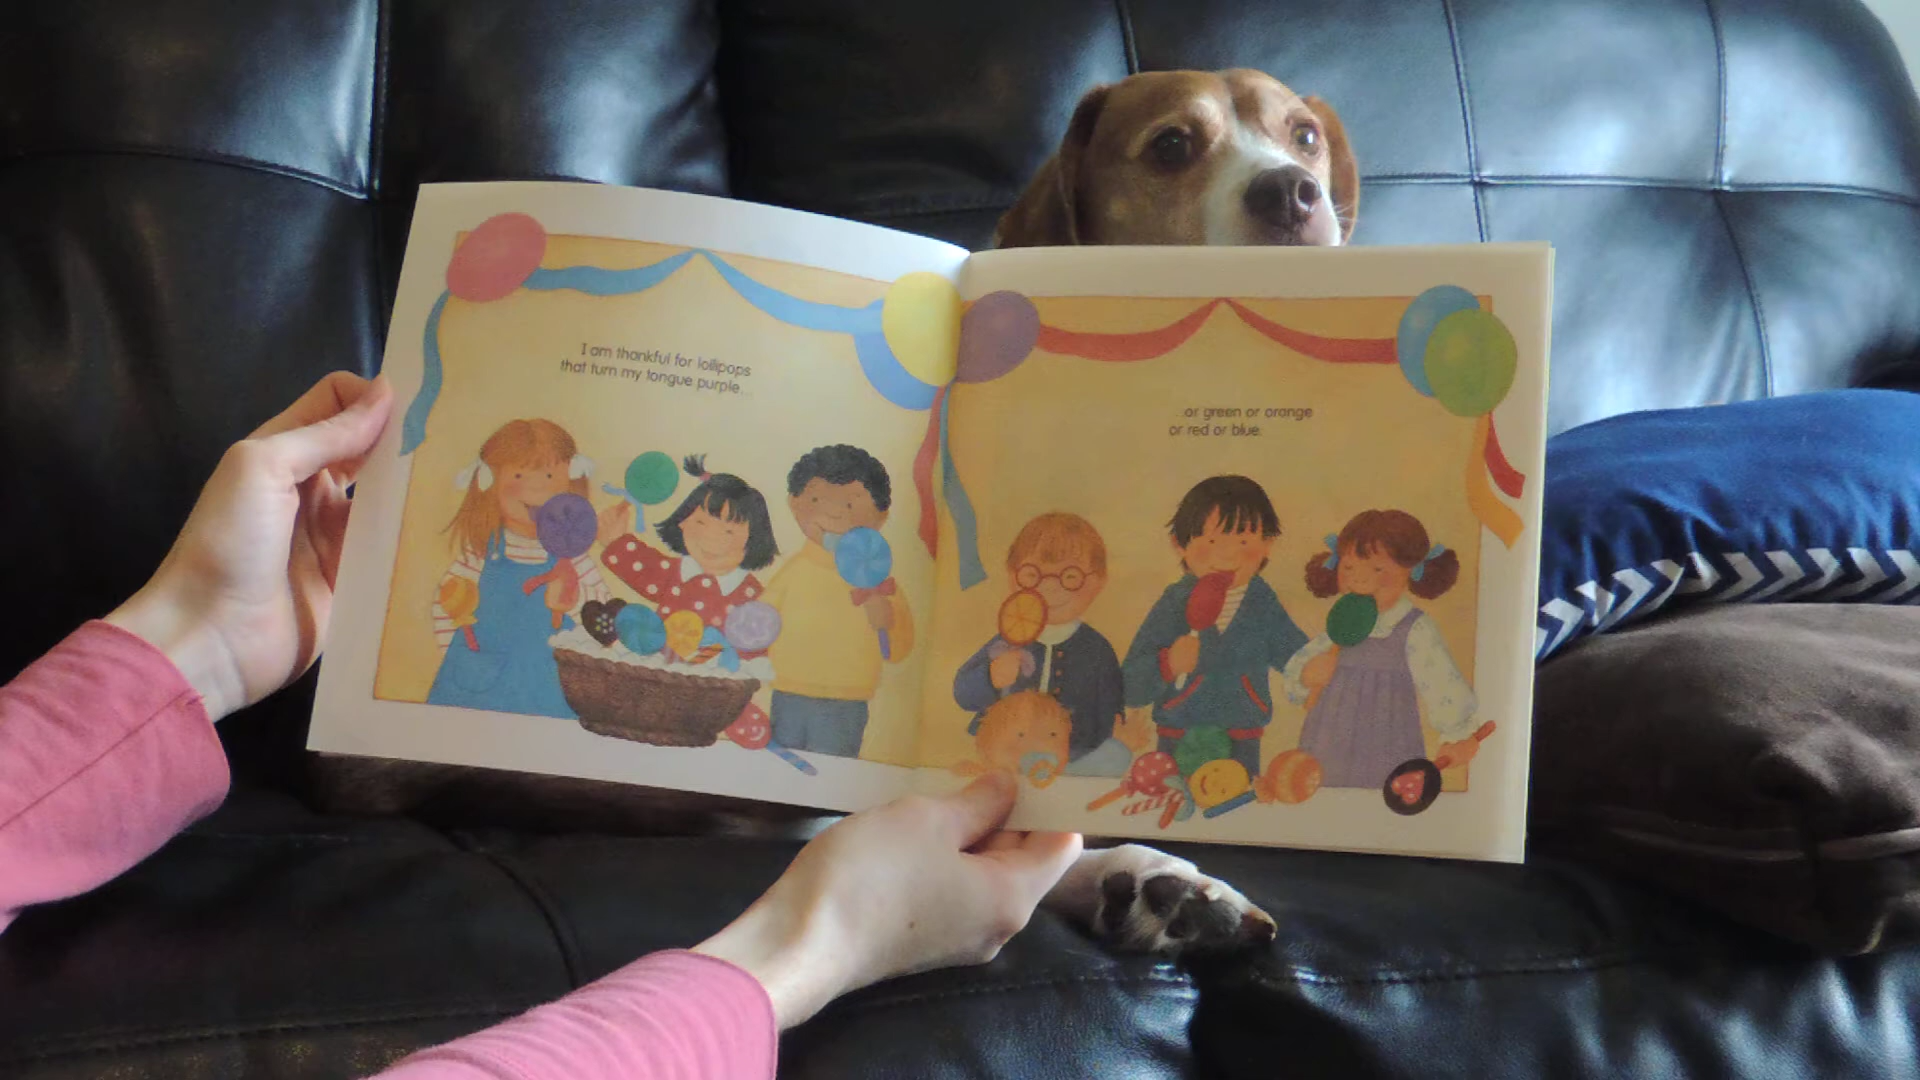 I am thankful for lollipops
that turn my tongue purple...
...or green or orange
or red or blue.